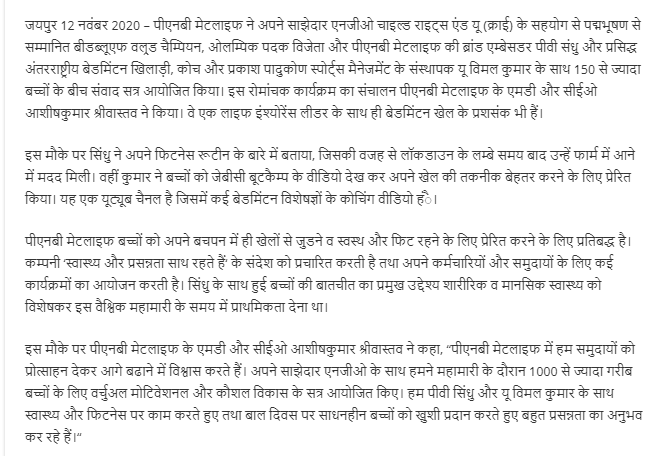 जयपुर 12 नवंबर 2020 – पीएनबी मेटलाइफ ने अपने साझेदार एनजीओ चाइल्ड राइट्स एंड यू (क्राई) के सहयोग से पद्मभूषण से
सम्मानित बीडब्लूएफ वलूड चैम्पियन, ओलम्पिक पदक विजेता और पीएनबी मेटलाइफ की ब्रांड एम्बेसडर पीवी संधु और प्रसिद्ध
अंतरराष्ट्रीय बेडमिंटन खिलाड़ी, कोच और प्रकाश पादुकोण स्पोर्ट्स मैनेजमेंट के संस्थापक यू विमल कुमार के साथ 150 से ज्यादा
बच्चों के बीच संवाद सत्र आयोजित किया। इस रोमांचक कार्यक्रम का संचालन पीएनबी मेटलाइफ के एमडी और सीईओ
आशीषकुमार श्रीवास्तव ने किया। वे एक लाइफ इंश्योरेंस लीडर के साथ ही बेडमिंटन खेल के प्रशसंक भी हैं।
इस मौके पर सिंधु ने अपने फिटनेस रूटीन के बारे में बताया, जिसकी वजह से लॉकडाउन के लम्बे समय बाद उन्हें फार्म में आने
में मदद मिली। वहीं कुमार ने बच्चों को जेबीसी बूटकैम्प के वीडियो देख कर अपने खेल की तकनीक बेहतर करने के लिए प्रेरित
किया। यह एक यूट्यूब चैनल है जिसमें कई बेडमिंटन विशेषज्ञों के कोचिंग वीडियो हंै।
पीएनबी मेटलाइफ बच्चों को अपने बचपन में ही खेलों से जुडने व स्वस्थ और फिट रहने के लिए प्रेरित करने के लिए प्रतिबद्ध है।
कम्पनी ‘स्वास्थ्य और प्रसन्नता साथ रहते हैं’ के संदेश को प्रचारित करती है तथा अपने कर्मचारियों और समुदायों के लिए कई
कार्यक्रमों का आयोजन करती है। सिंधु के साथ हुई बच्चों की बातचीत का प्रमुख उद्देश्य शारीरिक व मानसिक स्वास्थ्य को
विशेषकर इस वैश्विक महामारी के समय में प्राथमिकता देना था।
इस मौके पर पीएनबी मेटलाइफ के एमडी और सीईओ आशीषकुमार श्रीवास्तव ने कहा, “पीएनबी मेटलाइफ में हम समुदायों को
प्रोत्साहन देकर आगे बढाने में विश्वास करते हैं। अपने साझेदार एनजीओ के साथ हमने महामारी के दौरान 1000 से ज्यादा गरीब
बच्चों के लिए वर्चुअल मोटिवेशनल और कौशल विकास के सत्र आयोजित किए। हम पीवी सिंधु और यू विमल कुमार के साथ
स्वास्थ्य और फिटनेस पर काम करते हुए तथा बाल दिवस पर साधनहीन बच्चों को खुशी प्रदान करते हुए बहुत प्रसन्नता का अनुभव
कर रहे हैं।“